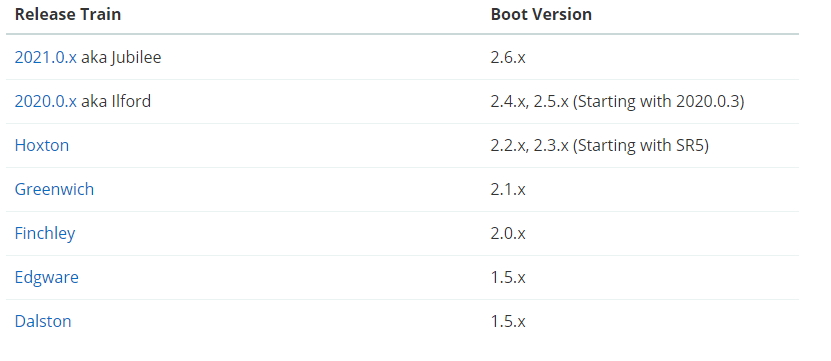 Release Train Boot Version
2021.0.x aka Jubilee 2.6.x
2020.0.x aka Ilford 2.4.x, 2.5.x (Starting with 2020.0.3)
Hoxton 2.2.x, 2.3.x (Starting with SR5)
Greenwich 2.1.x
Finchley 2.0.x
Edgware 1.5.x
Dalston 1.5.x